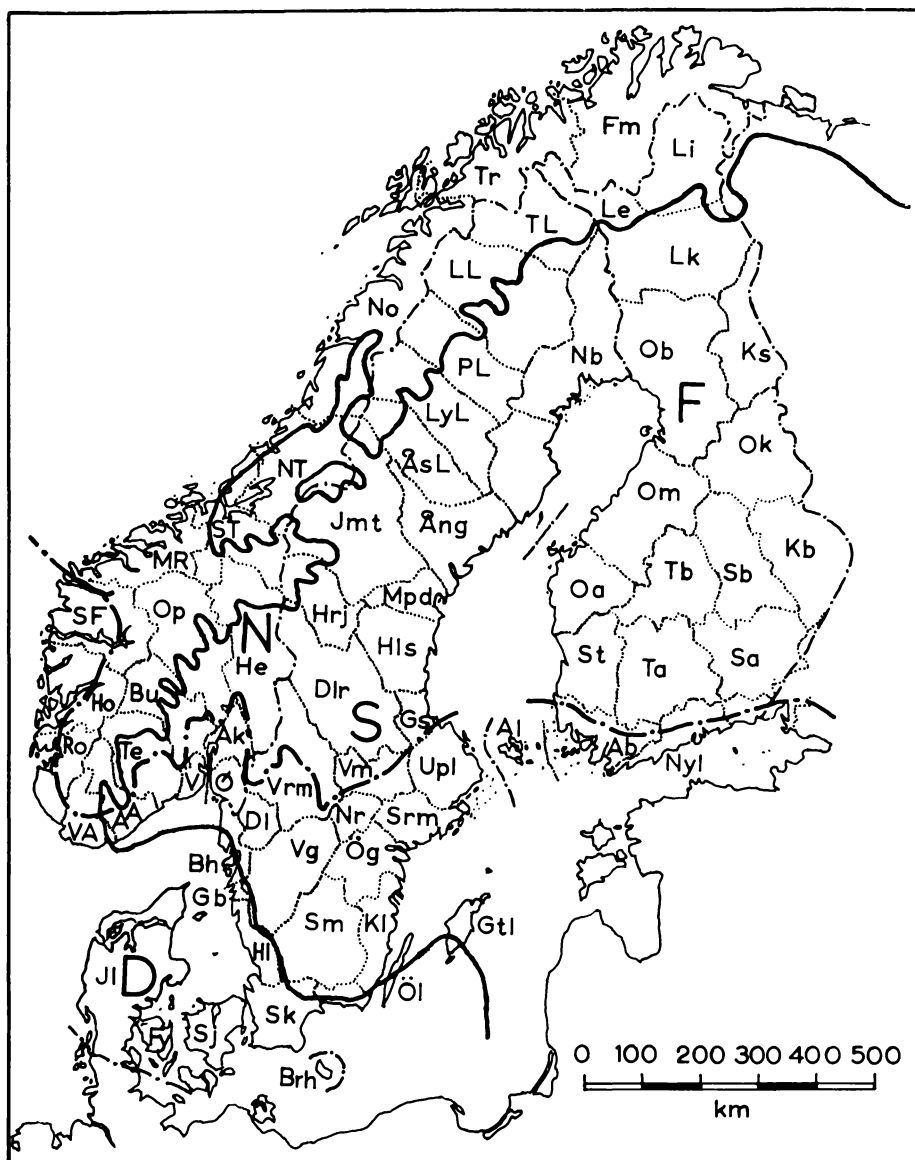 Fm
Li
Tr
Le
TL
LL
Lk
No
Nb
Ob
Ks
PL
F
LyL
Ok
ÅsL
NT
Om
Jmt
Ång
ST
Kb
MR
Tb
Sb
Mpd
Oa
Op
SF
Hrj
N
Hls
St
Ta
Sa
He
Dlr
Bu
Ho
S
Gs
Al
Ak
Ro
Te
Ab
Vm
Upl
Nyl
V
Ö
Vrm
Nr
Srm
VA
AA
Dl
Vg
Ög
Bh
Gb
Sm
Kl
Gtl
Hl
Jl
D
Öl
Sk
F
S
Brh
0 100 200 300 400 500
km